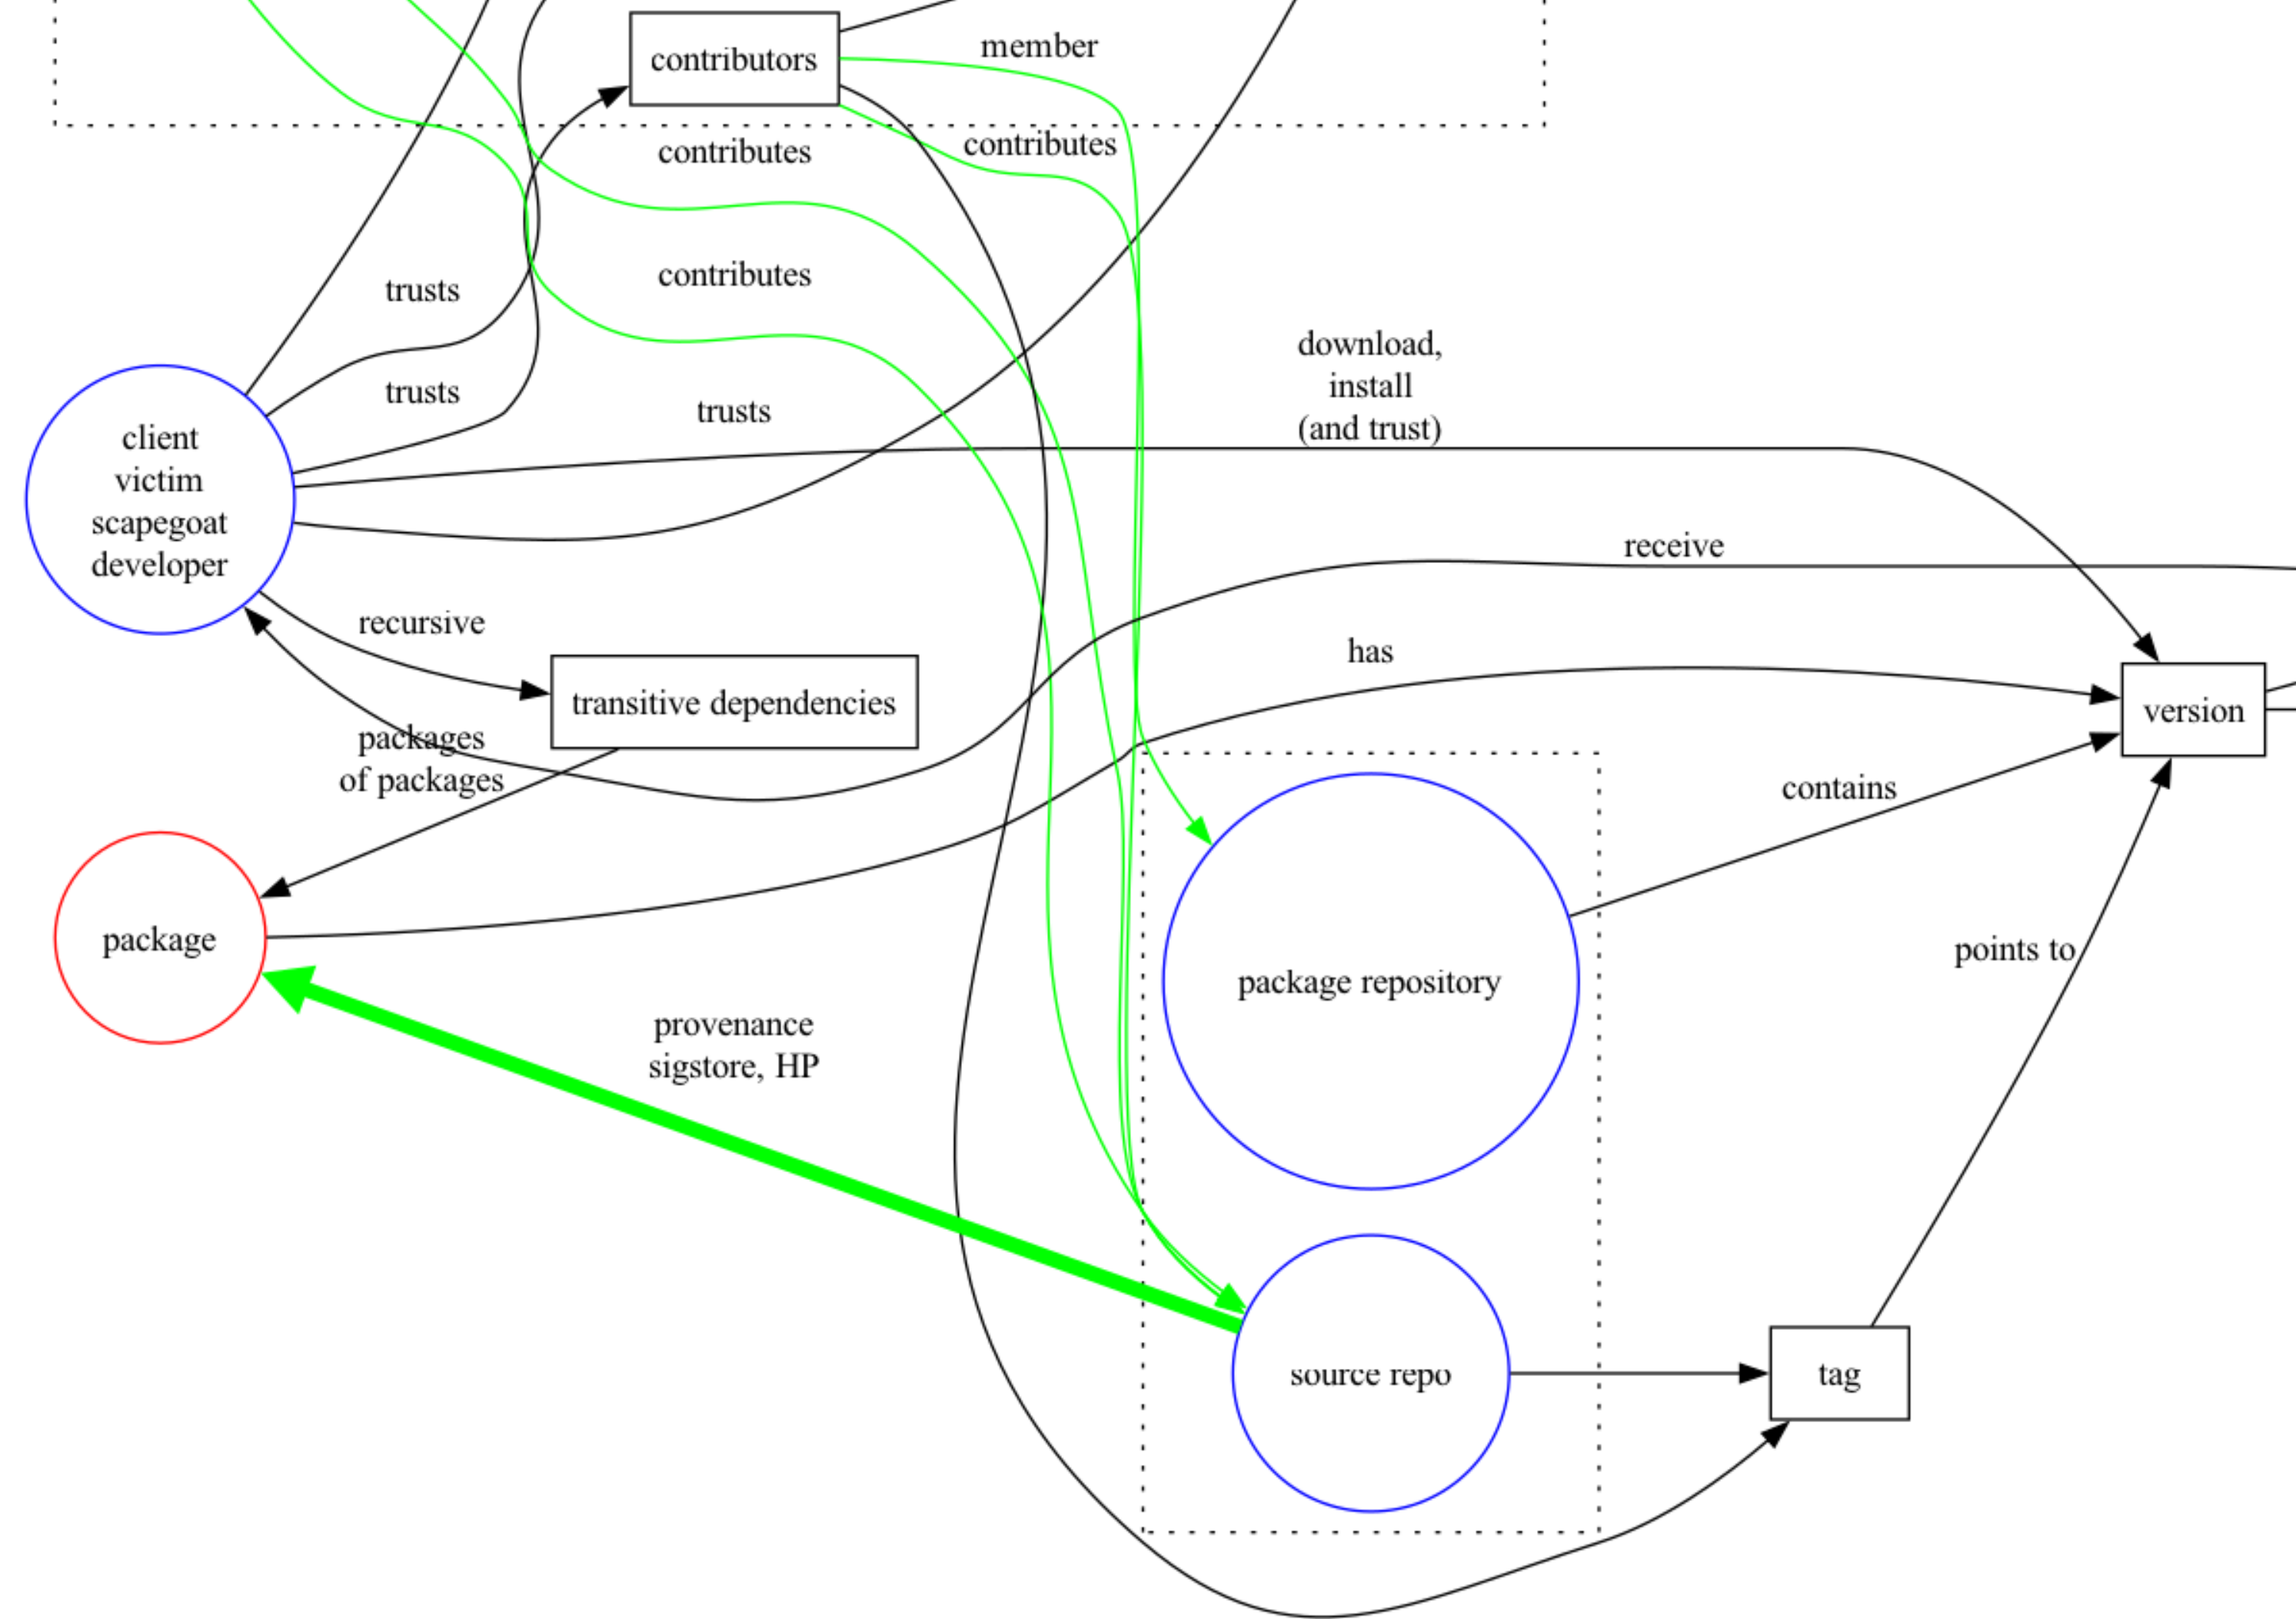 member
contributors
contributes
contributes
contributes
trusts
trusts
trusts
download,
install
(and trust)
client
victim
scapegoat
developer
receive
recursive
has
transitive dependencies
version
packages
of packages
contains
package
points to
package repository
provenance
sigstore, HP
source repo
tag